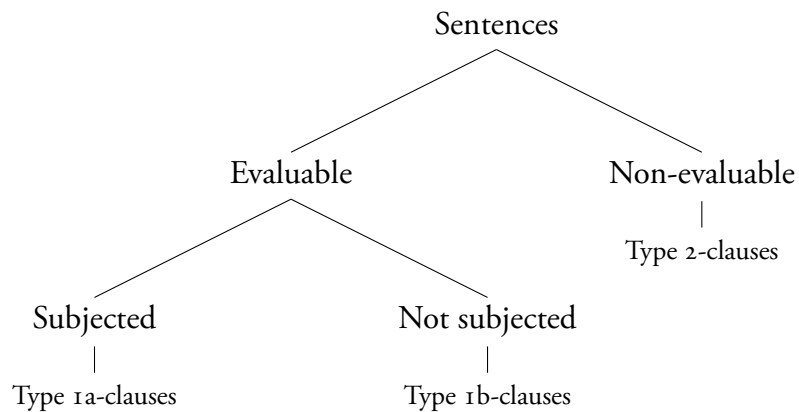 Sentences
Evaluable
Non-evaluable
Type 2-clauses
Subjected
Not subjected
Type 1a-clauses
Type 1b-clauses